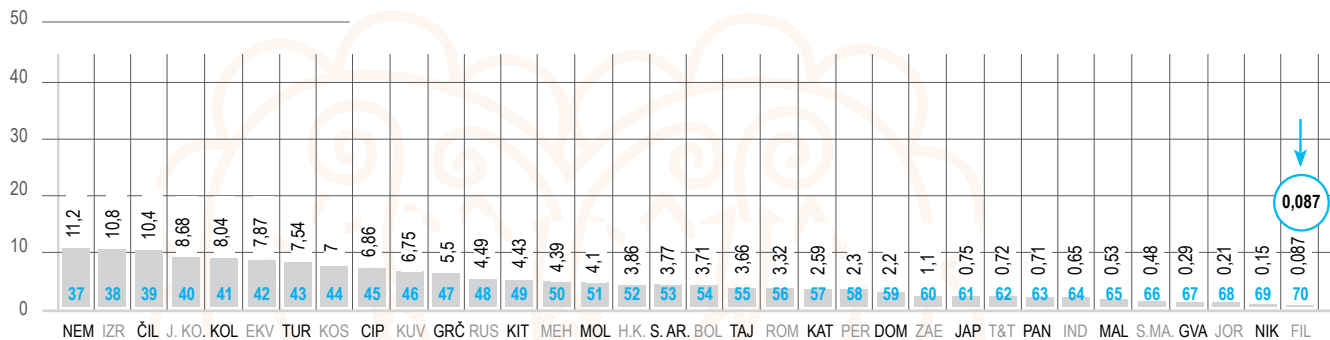 50
40
30
20
10
0
0,087
11,2 10,8 10,4 8,68 8,04 7,87 7,54 7 6,86 6,75 5,5 4,49 4,43 4,39 4,1 3,86 3,77 3,71 3,66 3,32 2,59 2,3 2,2 1,1 0,75 0,72 0,71 0,65 0,53 0,48 0,29 0,21 0,15 0,087
37 38 39 40 41 42 43 44 45 46 47 48 49 50 51 52 53 54 55 56 57 58 59 60 61 62 63 64 65 66 67 68 69 70
NEM IZR ČIL J. KO. KOL EKV TUR KOS CIP KUV GRČ RUS KIT MEH MOL H.K. S. AR. BOL TAJ ROM KAT PER DOM ZAE JAP T&T PAN IND MAL S.MA. GVA JOR NIK FIL